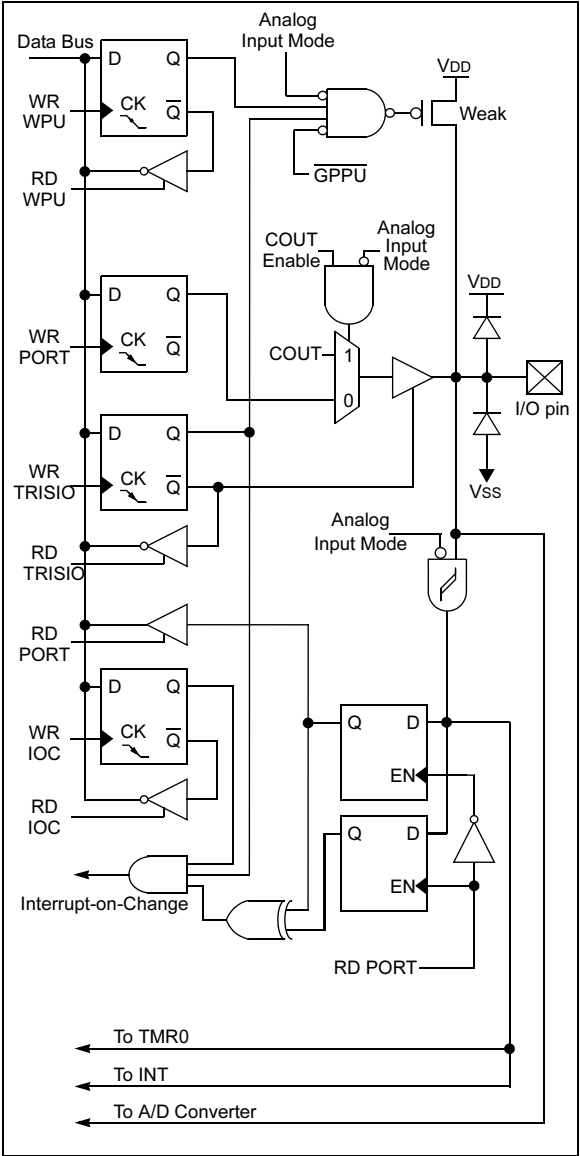 Analog
Input Mode
Data Bus
D Q
VDD
WR
WPU
CK
Q
Weak
RD
WPU
GPPU
COUT
Enable
Analog
Input
Mode
D Q
VDD
WR
PORT
CK
Q
COUT
1
0
I/O pin
D Q
WR
TRISIO
CK
Q
VSS
Analog
Input Mode
RD
TRISIO
RD
PORT
D Q
WR
IOC
CK
Q
Q D
EN
RD
IOC
Q D
EN
Interrupt-on-Change
RD PORT
To TMR0
To INT
To A/D Converter